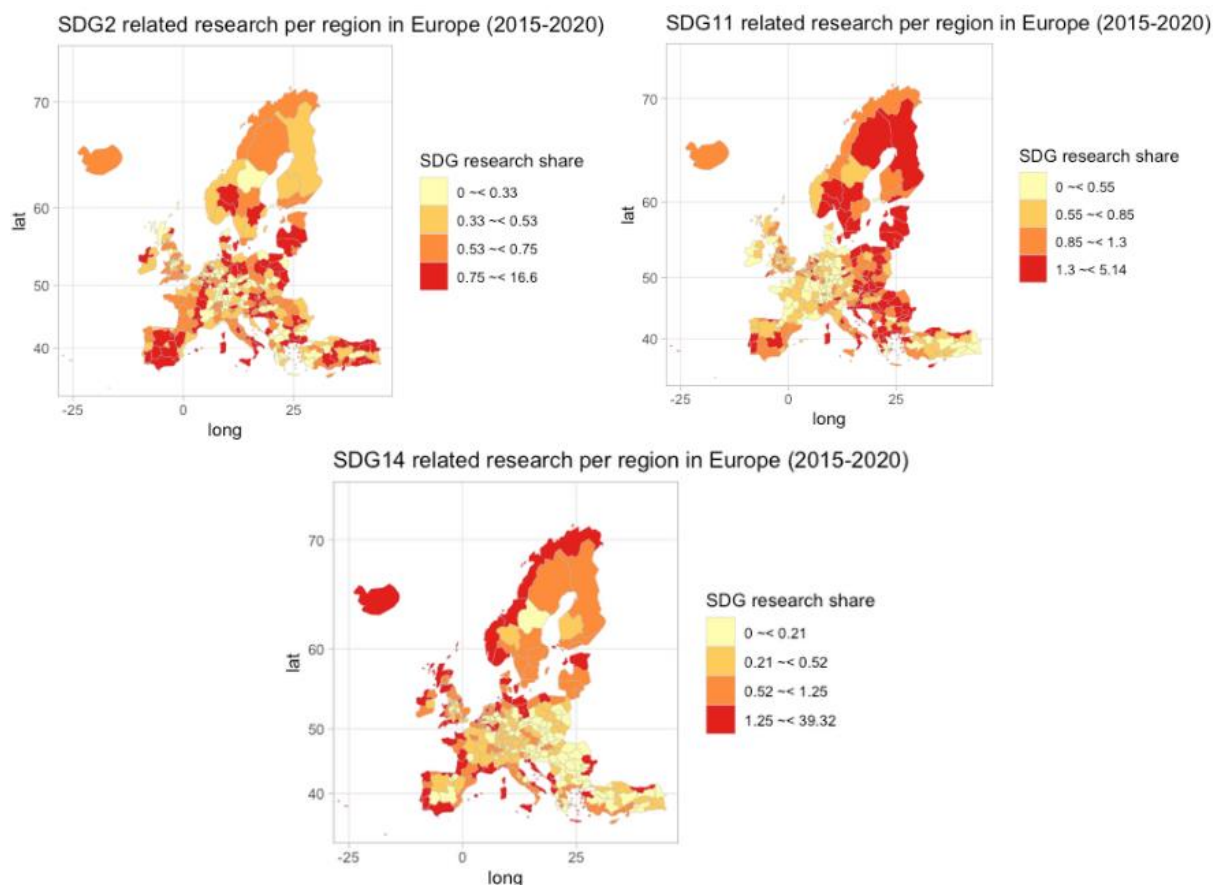 SDG2 related research per region in Europe (2015-2020)
70
60
50
40
lat
-25
0
25
long
SDG research share
0 ~< 0.33
0.33 ~< 0.53
0.53 ~< 0.75
0.75 ~< 16.6
SDG11 related research per region in Europe (2015-2020)
70
60
50
40
lat
-25
0
25
long
SDG research share
0 ~< 0.55
0.55 ~< 0.85
0.85 ~< 1.3
1.3 ~< 5.14
SDG14 related research per region in Europe (2015-2020)
70
60
50
40
lat
-25
0
25
long
SDG research share
0 ~< 0.21
0.21 ~< 0.52
0.52 ~< 1.25
1.25 ~< 39.32